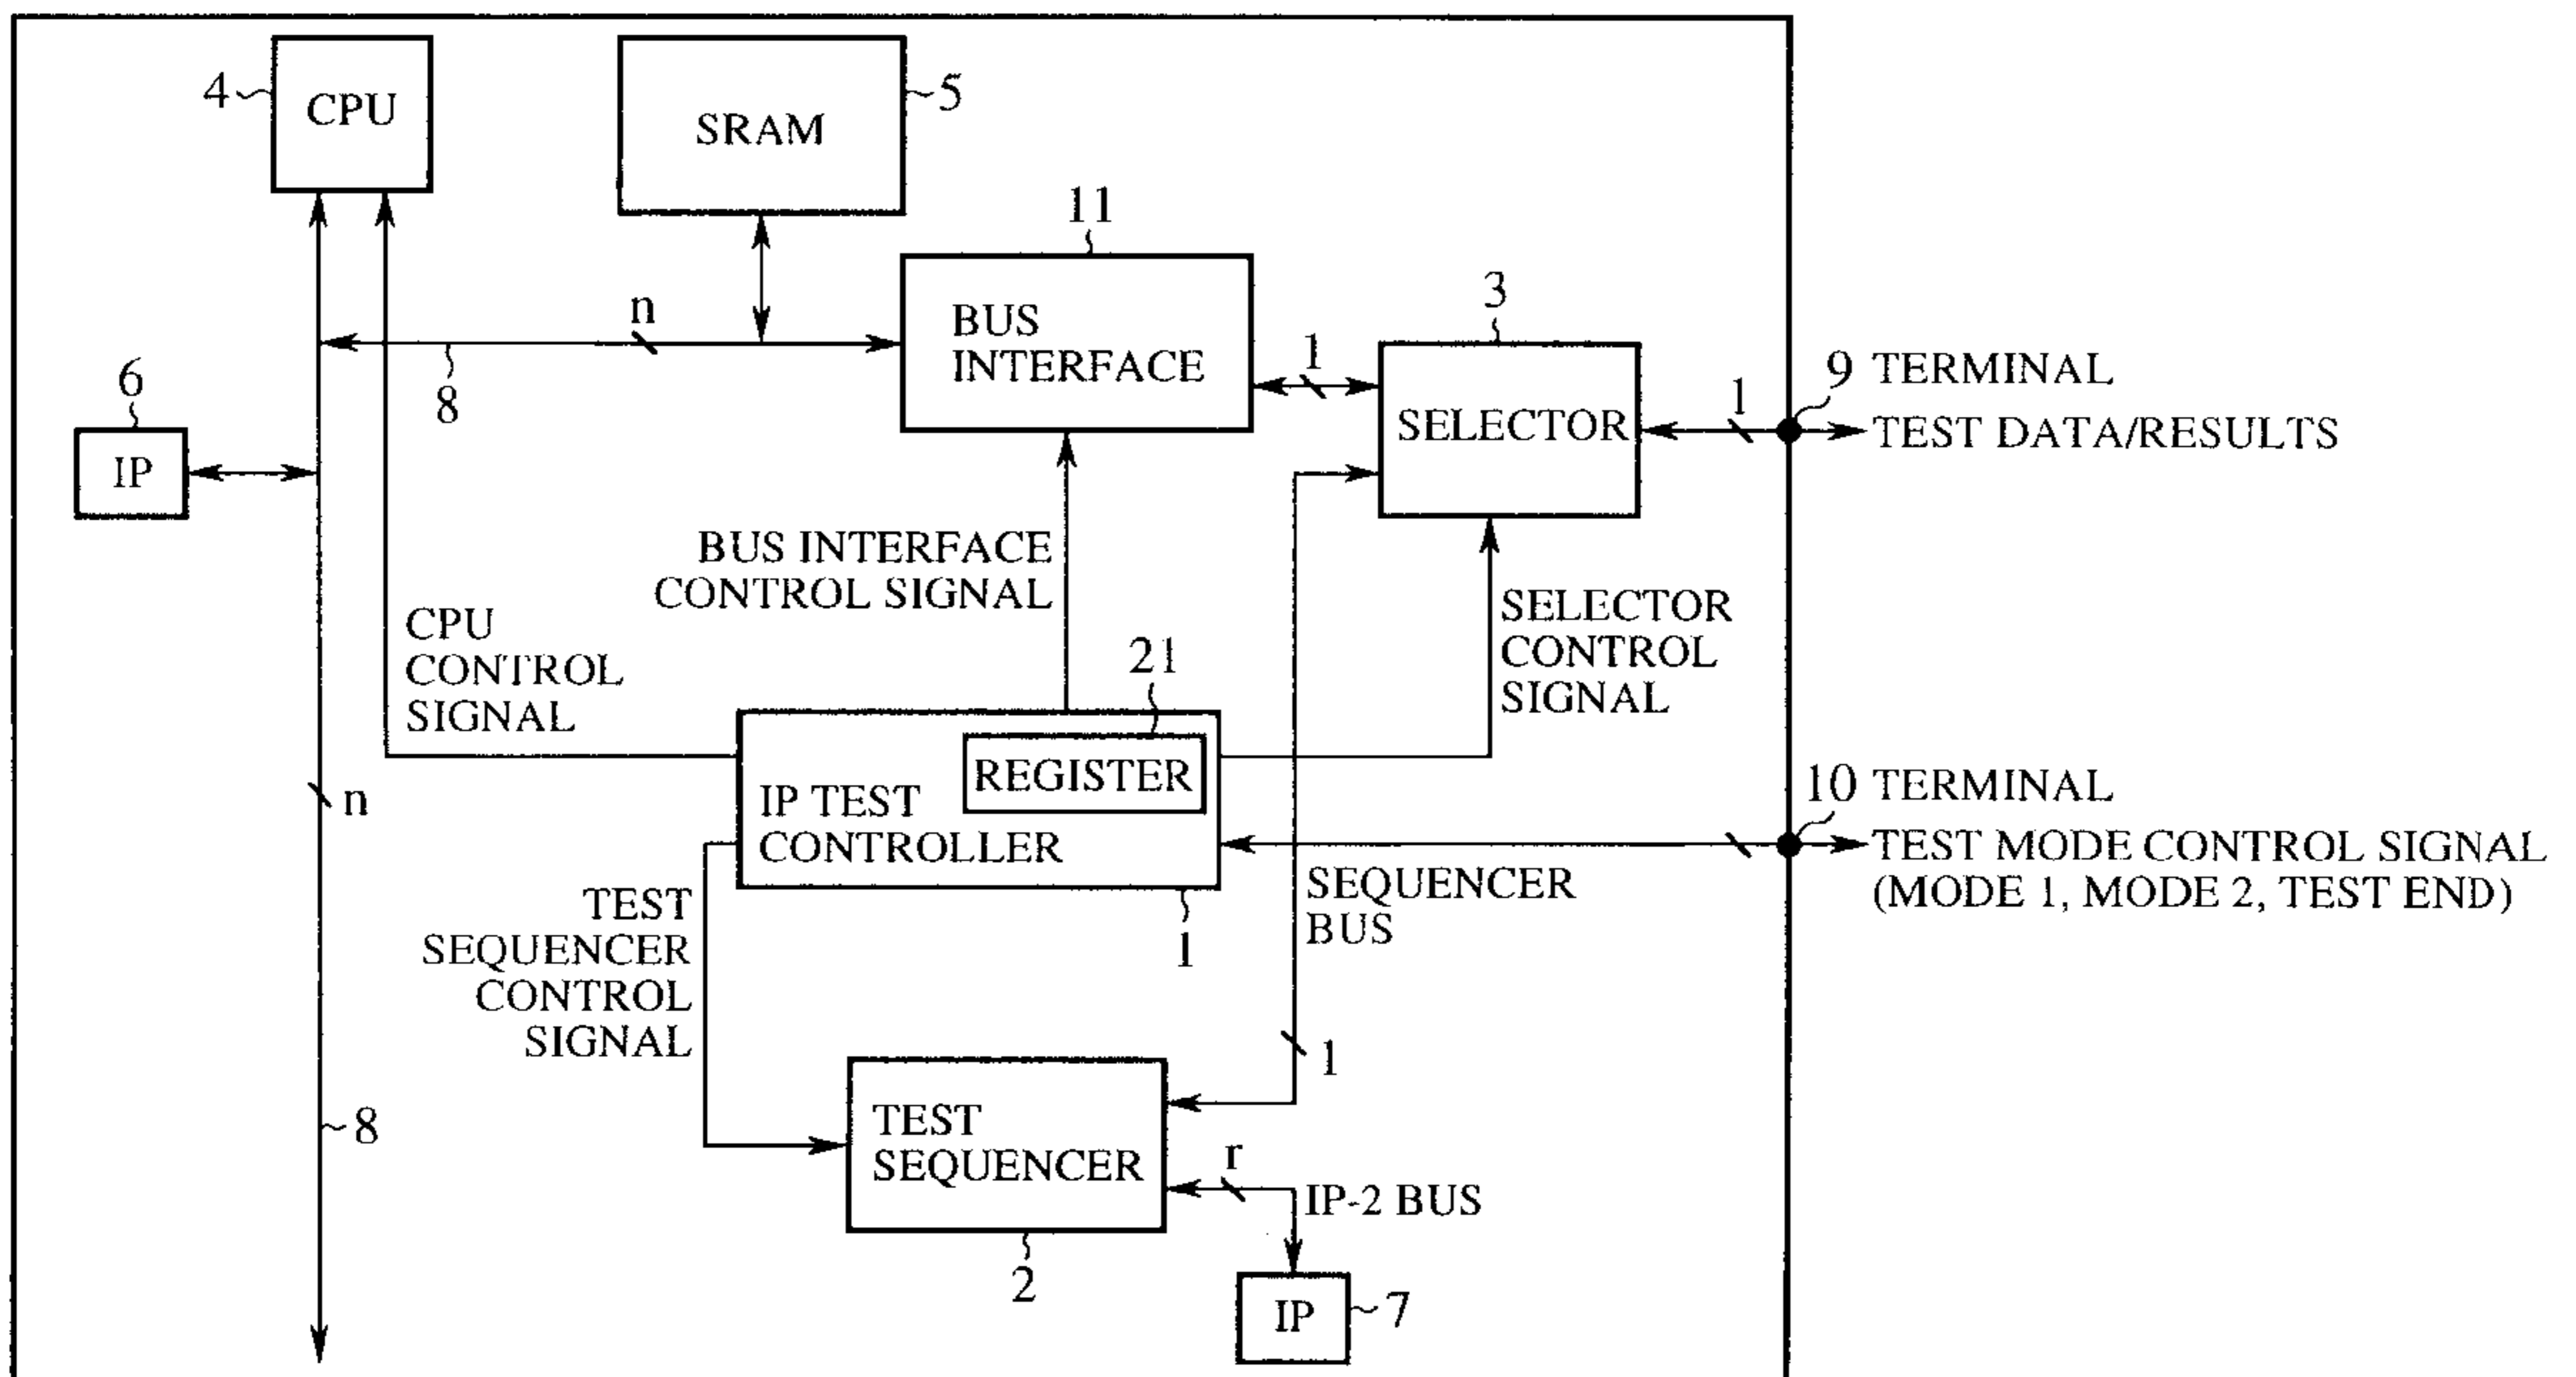 4
CPU
SRAM
5
11
BUS
INTERFACE
n
8
1
3
SELECTOR
1
9 TERMINAL
TEST DATA/RESULTS
6
IP
BUS INTERFACE
CONTROL SIGNAL
SELECTOR
CONTROL
SIGNAL
CPU
CONTROL
SIGNAL
21
REGISTER
IP TEST
CONTROLLER
1
n
10 TERMINAL
TEST MODE CONTROL SIGNAL
(MODE 1, MODE 2, TEST END)
SEQUENCER
BUS
TEST
SEQUENCER
CONTROL
SIGNAL
1
8
TEST
SEQUENCER
2
r
IP-2 BUS
IP
7